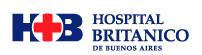 HB HOSPITAL
BRITANICO
DE BUENOS AIRES